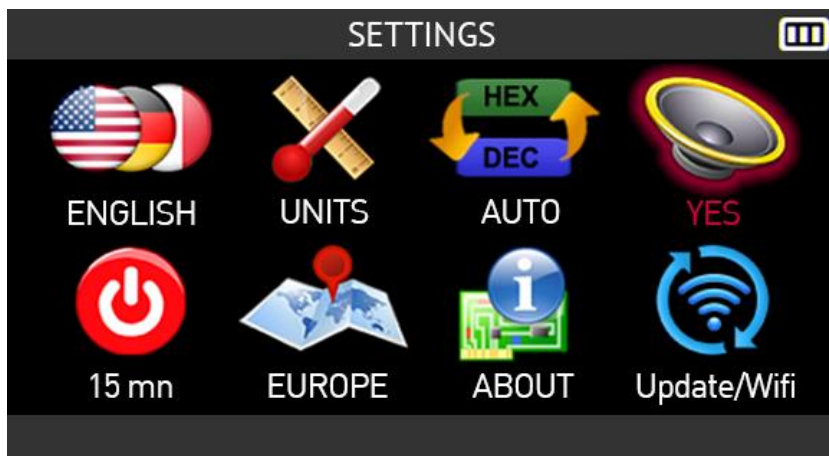 SETTINGS
HEX
DEC
ENGLISH UNITS AUTO YES
15 mn EUROPE ABOUT Update/Wifi